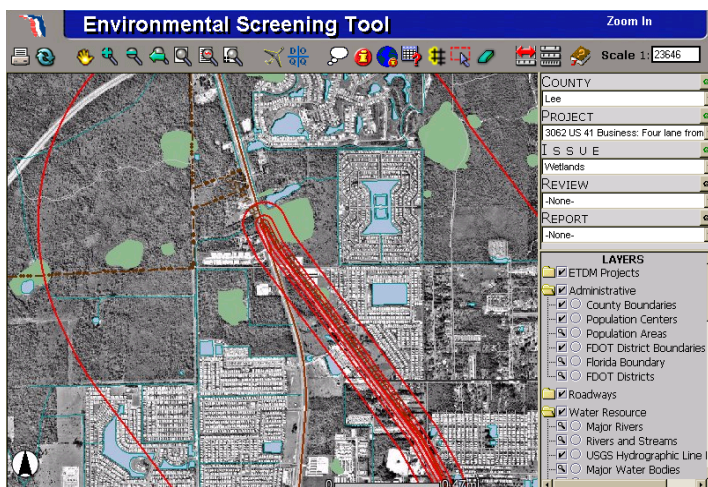 Environmental Screening Tool
Zoom In
Scale 1: 23646
COUNTY
Lee
PROJECT
3062 US 41 Business: Four lane from
ISSUE
Wetlands
REVIEW
-None-
REPORT
-None-
LAYERS
ETDM Projects
Administrative
County Boundaries
Population Centers
Population Areas
FDOT District Boundaries
Florida Boundary
FDOT Districts
Roadways
Water Resource
Major Rivers
Rivers and Streams
USGS Hydrographic Line
Major Water Bodies
0